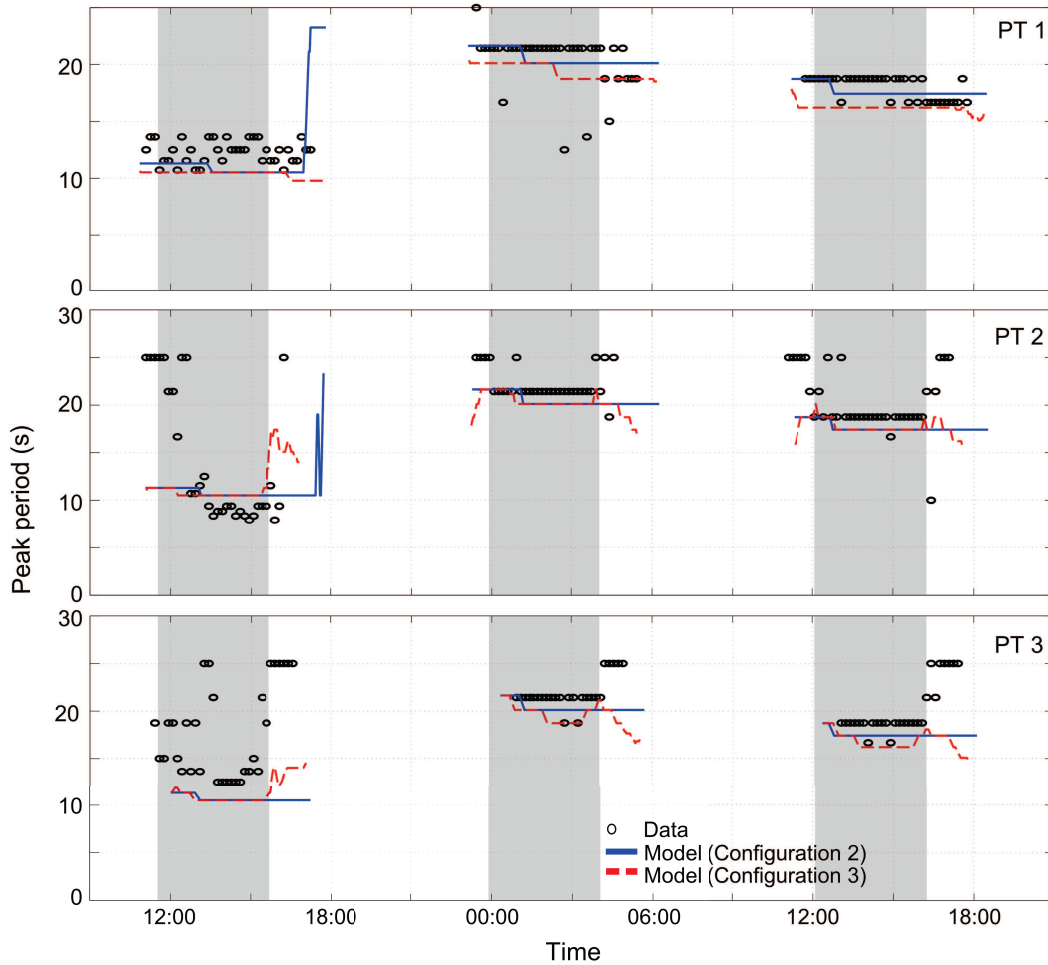 PT 1
20
10
0
30
PT 2
20
10
0
Peak period (s)
30
PT 3
20
10
0
Data
Model (Configuration 2)
Model (Configuration 3)
12:00 18:00 00:00 06:00 12:00 18:00
Time